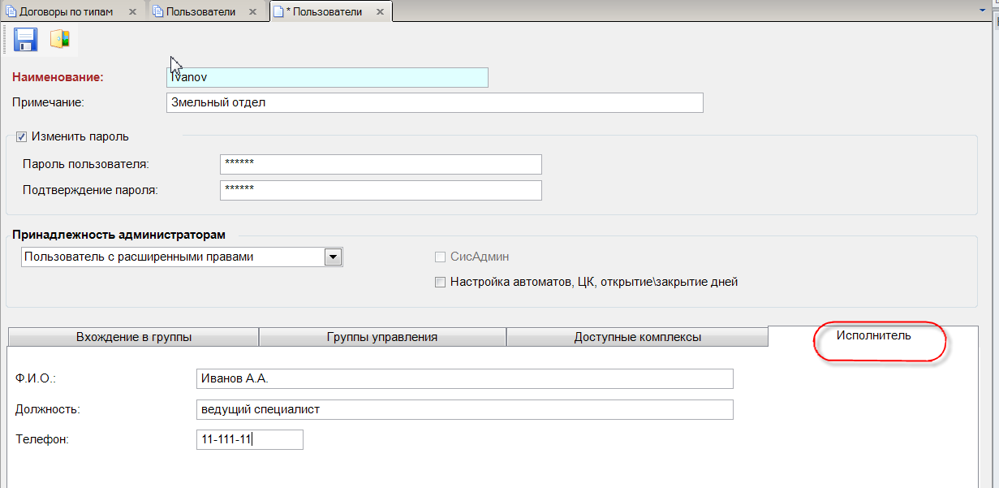 Договоры по типам Пользователи * Пользователи
Наименование: Ivanov
Примечание: Змельный отдел
Изменить пароль
Пароль пользователя: ******
Подтверждение пароля: ******
Принадлежность администраторам
Пользователь с расширенными правами СисАдмин
Настройка автоматов, ЦК, открытие\закрытие дней
Вхождение в группы Группы управления Доступные комплексы Исполнитель
Ф.И.О.: Иванов А.А.
Должность: ведущий специалист
Телефон: 11-111-11